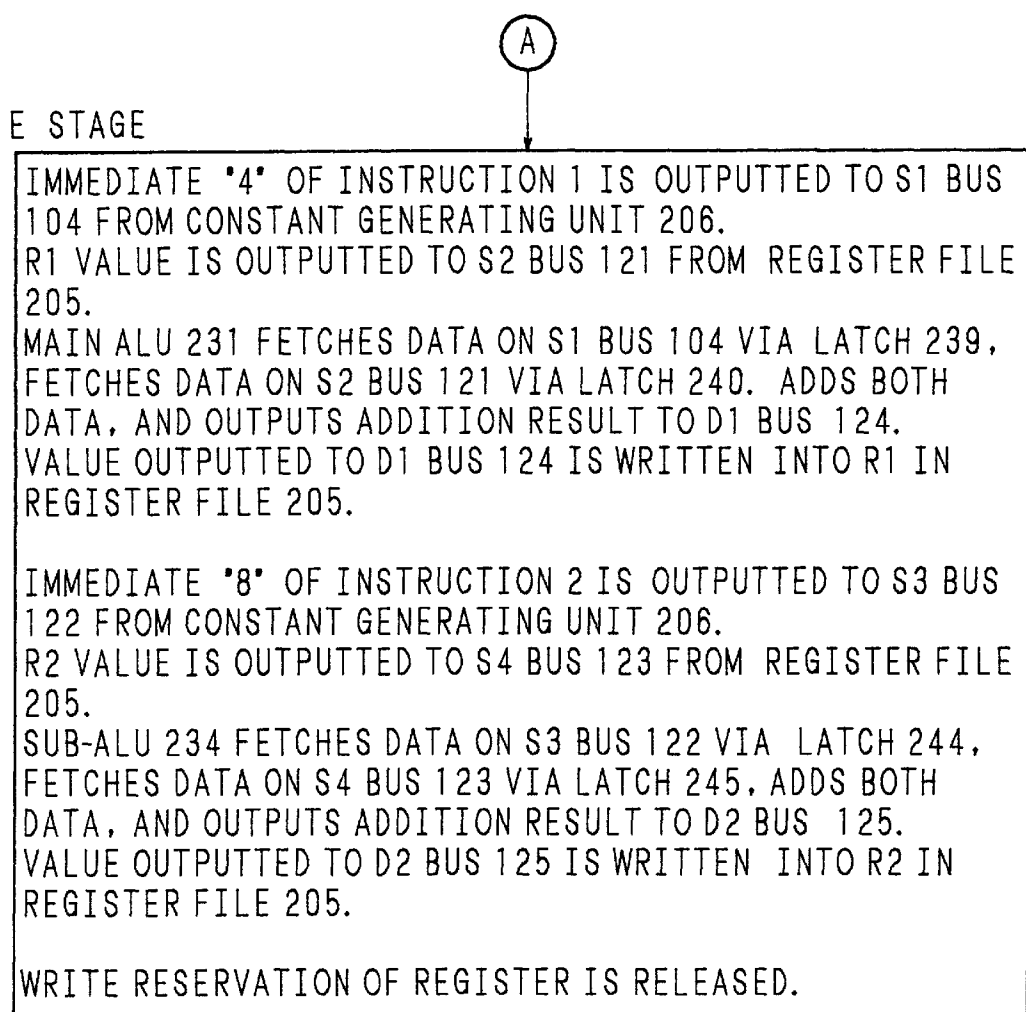 A
E STAGE
IMMEDIATE "4" OF INSTRUCTION 1 IS OUTPUTTED TO S1 BUS
104 FROM CONSTANT GENERATING UNIT 206.
R1 VALUE IS OUTPUTTED TO S2 BUS 121 FROM REGISTER FILE
205.
MAIN ALU 231 FETCHES DATA ON S1 BUS 104 VIA LATCH 239,
FETCHES DATA ON S2 BUS 121 VIA LATCH 240. ADDS BOTH
DATA, AND OUTPUTS ADDITION RESULT TO D1 BUS 124.
VALUE OUTPUTTED TO D1 BUS 124 IS WRITTEN INTO R1 IN
REGISTER FILE 205.
IMMEDIATE "8" OF INSTRUCTION 2 IS OUTPUTTED TO S3 BUS
122 FROM CONSTANT GENERATING UNIT 206.
R2 VALUE IS OUTPUTTED TO S4 BUS 123 FROM REGISTER FILE
205.
SUB-ALU 234 FETCHES DATA ON S3 BUS 122 VIA LATCH 244,
FETCHES DATA ON S4 BUS 123 VIA LATCH 245, ADDS BOTH
DATA, AND OUTPUTS ADDITION RESULT TO D2 BUS 125.
VALUE OUTPUTTED TO D2 BUS 125 IS WRITTEN INTO R2 IN
REGISTER FILE 205.
WRITE RESERVATION OF REGISTER IS RELEASED.